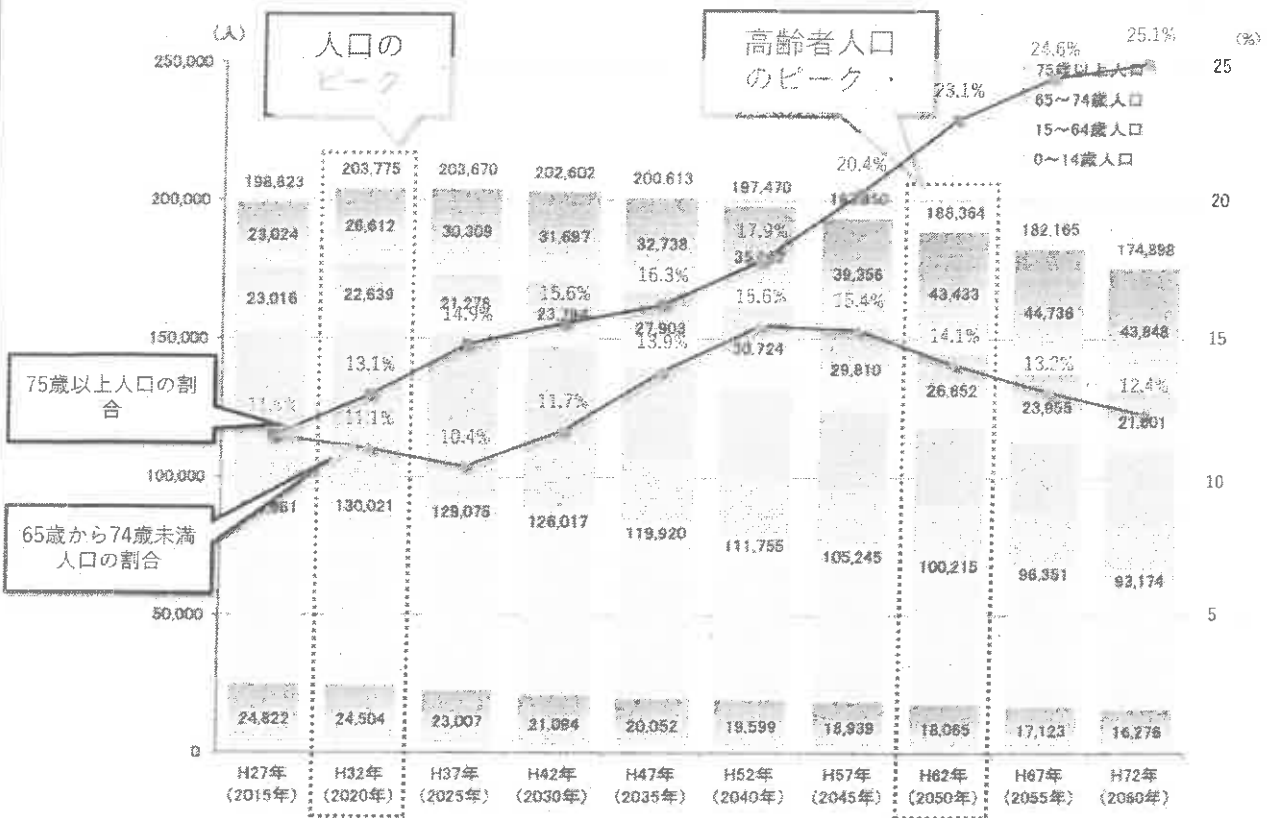 (人)
人口の
ピーク
高齢者人口
のピーク
24.6%
25.1%
(%)
250,000
25
75歳以上人口
65~74歳人口
15~64歳人口
0~14歳人口
23.1%
20.4%
198,823
203,775
203,670
202,602
200,613
197,470
188,364
182,165
174,898
200,000
20
23,024
26,612
30,309
31,697
32,738
17.9%
39,356
43,433
44,736
43,848
23,016
22,639
21,278
14.9%
15.6%
16.3%
27,903
13.9%
15.6%
30,724
15.4%
29,810
14.1%
26,652
23,955
12.4%
150,000
15
75歳以上人口の割
合
13.1%
11.1%
10.4%
11.7%
100,000
10
65歳から74歳未満
人口の割合
130,021
126,017
119,920
111,755
105,245
100,215
96,351
93,174
50,000
5
24,822
24,504
23,007
21,084
20,052
19,599
18,939
18,065
17,123
16,276
0
H27年
(2015年)
H32年
(2020年)
H37年
(2025年)
H42年
(2030年)
H47年
(2035年)
H52年
(2040年)
H57年
(2045年)
H62年
(2050年)
H67年
(2055年)
H72年
(2060年)